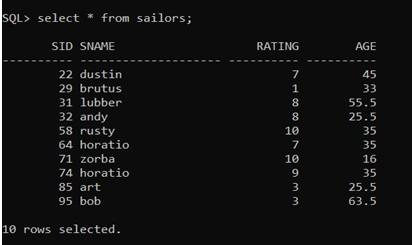 SQL> select * from sailors;
SID SNAME RATING AGE
---------- -------------------- ---------- ----------
22 dustin 7 45
29 brutus 1 33
31 lubber 8 55.5
32 andy 8 25.5
58 rusty 10 35
64 horatio 7 35
71 zorba 10 16
74 horatio 9 35
85 art 3 25.5
95 bob 3 63.5
10 rows selected.